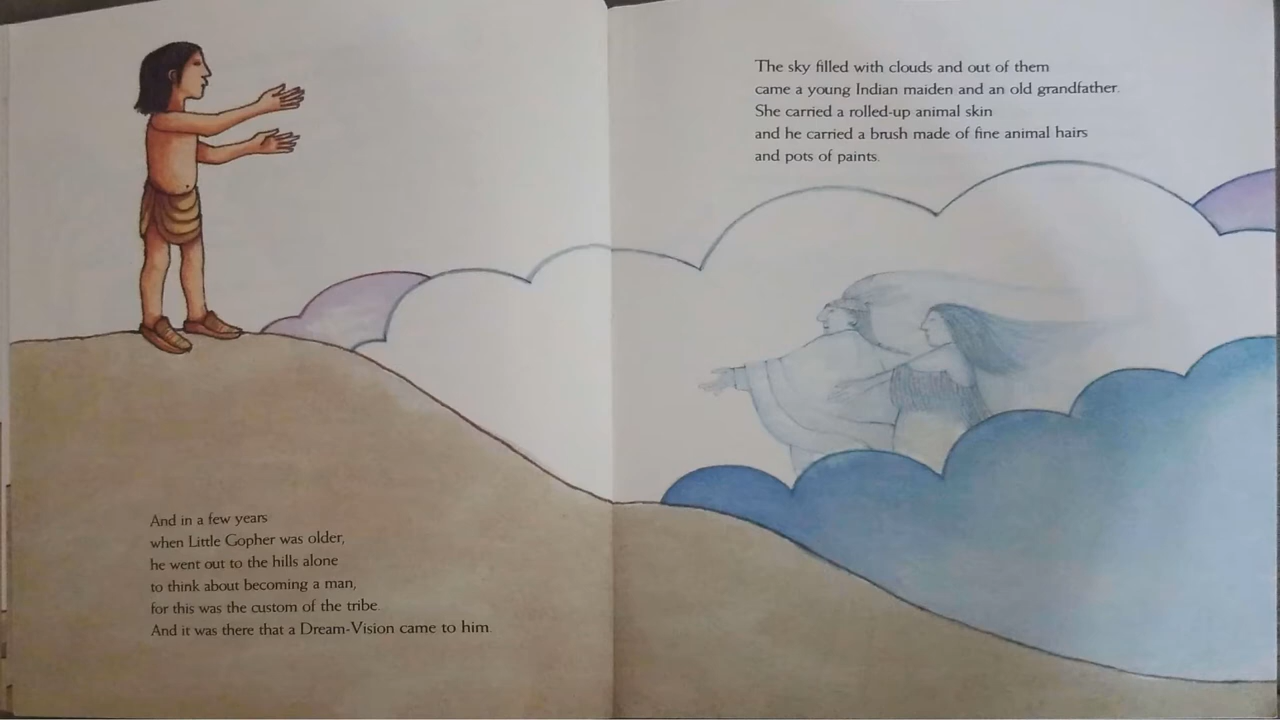 And in a few years
when Little Gopher was older,
he went out to the hills alone
to think about becoming a man,
for this was the custom of the tribe.
And it was there that a Dream-Vision came to him.
The sky filled with clouds and out of them
came a young Indian maiden and an old grandfather.
She carried a rolled-up animal skin
and he carried a brush made of fine animal hairs
and pots of paints.